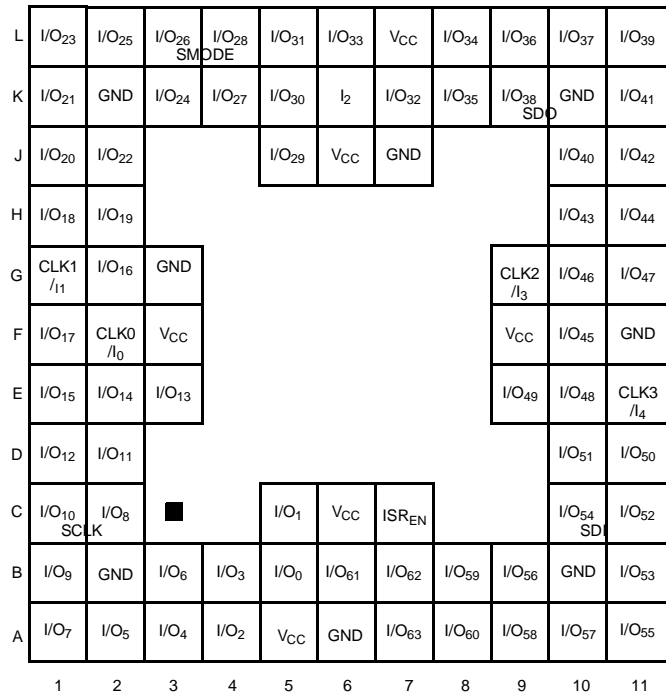 L I/O23 I/O25 I/O26 I/O28 I/O31 I/O33 VCC I/O34 I/O36 I/O37 I/O39
SMODE
K I/O21 GND I/O24 I/O27 I/O30 I2 I/O32 I/O35 I/O38 GND I/O41
SDO
J I/O20 I/O22 I/O29 VCC GND I/O40 I/O42
H I/O18 I/O19 I/O43 I/O44
G CLK1 /I1 I/O16 GND CLK2 /I3 I/O46 I/O47
F I/O17 CLK0 /I0 VCC VCC I/O45 GND
E I/O15 I/O14 I/O13 I/O49 I/O48 CLK3 /I4
D I/O12 I/O11 I/O51 I/O50
C I/O10 I/O8 I/O1 VCC ISREN I/O54 I/O52
SCLK SDI
B I/O9 GND I/O6 I/O3 I/O0 I/O61 I/O62 I/O59 I/O56 GND I/O53
A I/O7 I/O5 I/O4 I/O2 VCC GND I/O63 I/O60 I/O58 I/O57 I/O55
1 2 3 4 5 6 7 8 9 10 11